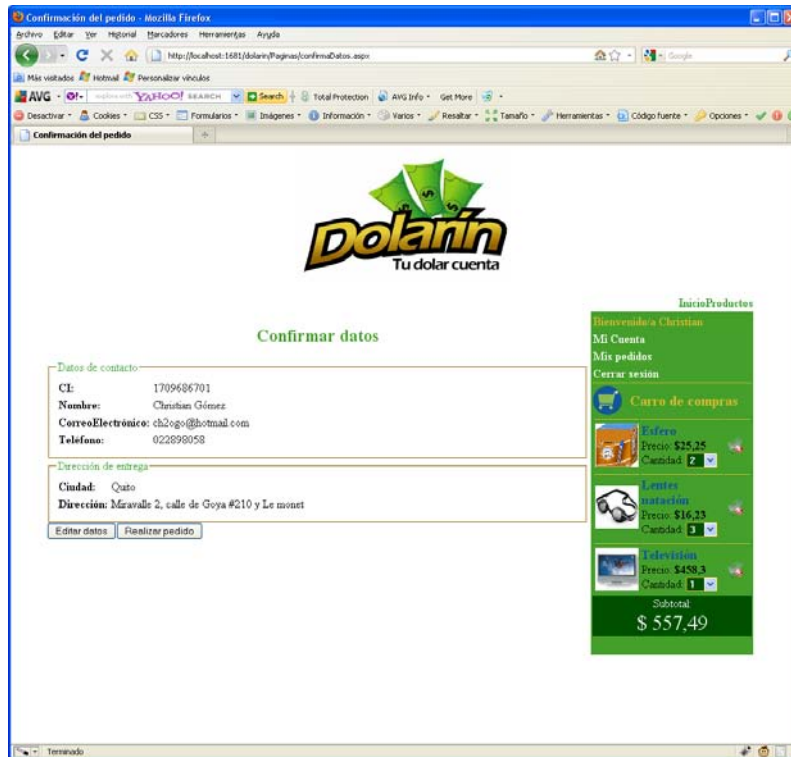 Confirmación del pedido - Mozilla Firefox
Archivo Editar Ver Historial Marcadores Herramientas Ayuda
http://localhost:1681/dolarin/Paginas/confirmaDatos.aspx
Google
Más visitados Hotmail Personalizar vínculos
AVG YAHOO! SEARCH Search Total Protection AVG Info Get More
Desactivar Cookies CSS Formularios Imágenes Información Varios Resaltar Tamaño Herramientas Código fuente Opciones
Confirmación del pedido
Dolarín
Tu dolar cuenta
InicioProductos
Bienvenido/a Christian
Mi Cuenta
Mis pedidos
Cerrar sesión
Carro de compras
Esfero
Precio: $25,25
Cantidad: 2
Lentes
natación
Precio: $16,23
Cantidad: 3
Televisión
Precio: $458,3
Cantidad: 1
Subtotal:
$ 557,49
Confirmar datos
Datos de contacto
CI: 1709686701
Nombre: Christian Gómez
CorreoElectrónico: ch2ogo@hotmail.com
Teléfono: 022898058
Dirección de entrega
Ciudad: Quito
Dirección: Miravalle 2, calle de Goya #210 y Le monet
Editar datos Realizar pedido
Terminado